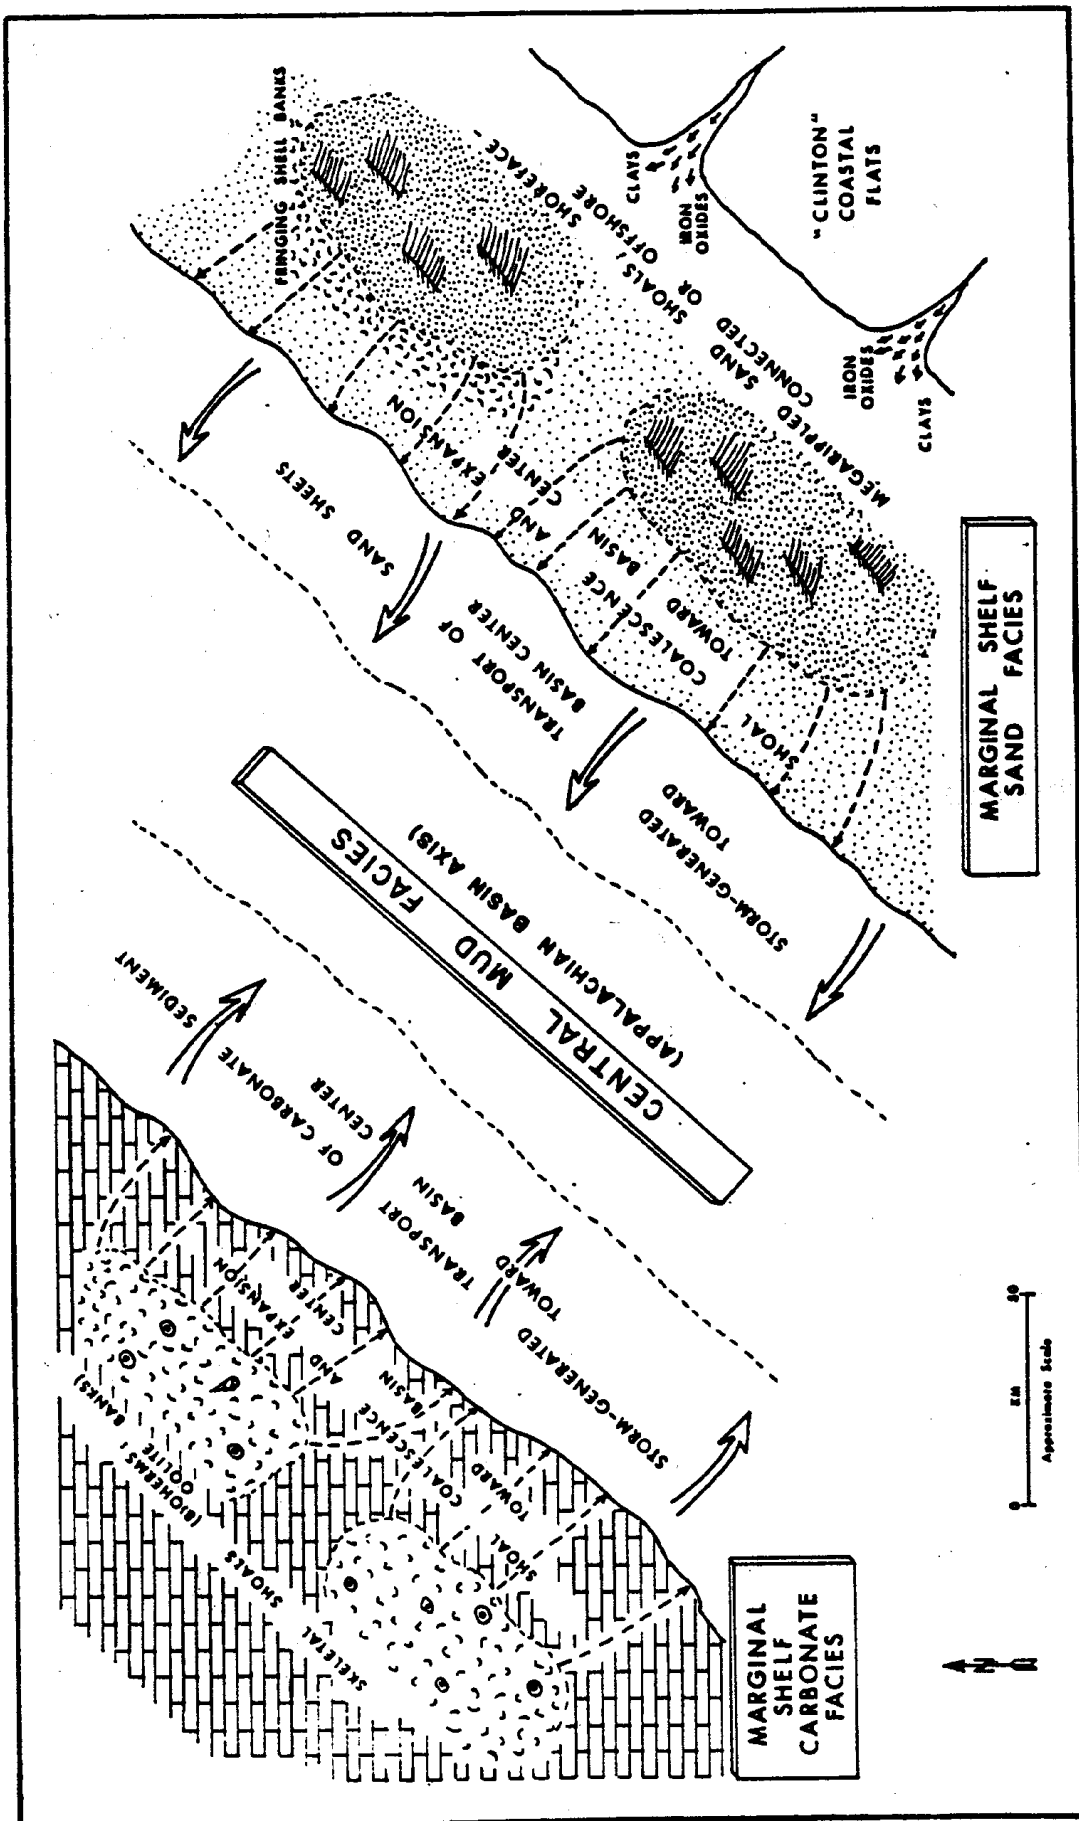 FRINGING SHELL BANKS
MEGARIPPLED SAND SHOALS,
CONNECTED OR OFFSHORE
SHOREFACE
CLAYS
IRON
OXIDES
"CLINTON"
COASTAL
FLATS
IRON
OXIDES
CLAYS
SHOAL COALESCENCE AND EXPANSION
TOWARD BASIN CENTER
MARGINAL SHELF
SAND FACIES
STORM-GENERATED TRANSPORT OF SAND SHEETS
TOWARD BASIN CENTER
CENTRAL MUD FACIES
(APPALACHIAN BASIN AXIS)
STORM-GENERATED TRANSPORT OF CARBONATE SEDIMENT
TOWARD BASIN CENTER
SHOAL COALESCENCE AND EXPANSION
TOWARD (BASIN CENTER
SKELETAL SHOALS (BIOHERMS,
OOLITE BANKS)
MARGINAL
SHELF
CARBONATE
FACIES
0 KM 80
Approximate Scale
N